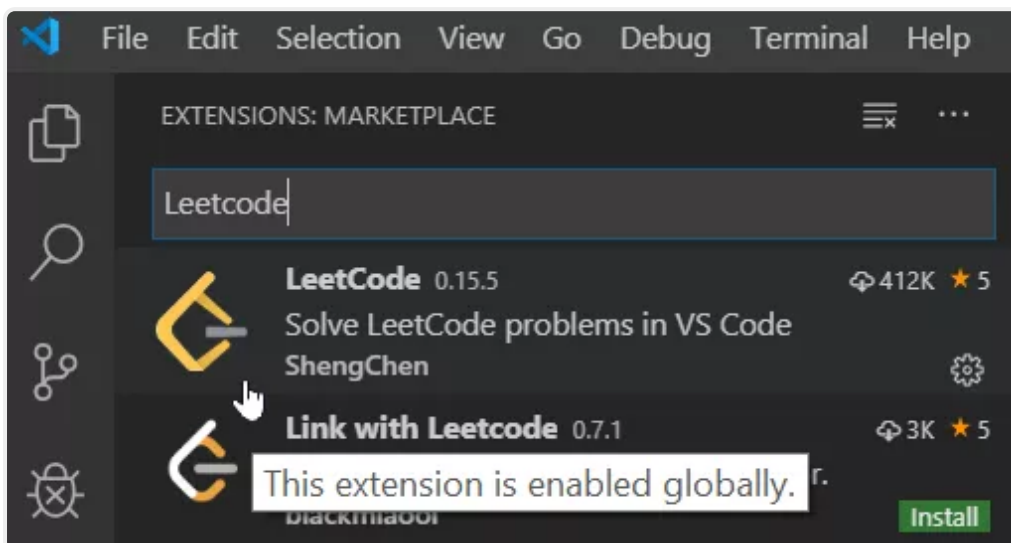 File Edit Selection View Go Debug Terminal Help
EXTENSIONS: MARKETPLACE
Leetcode
LeetCode 0.15.5 412K ★ 5
Solve LeetCode problems in VS Code
ShengChen
Link with Leetcode 0.7.1 3K ★ 5
This extension is enabled globally. r.
Install